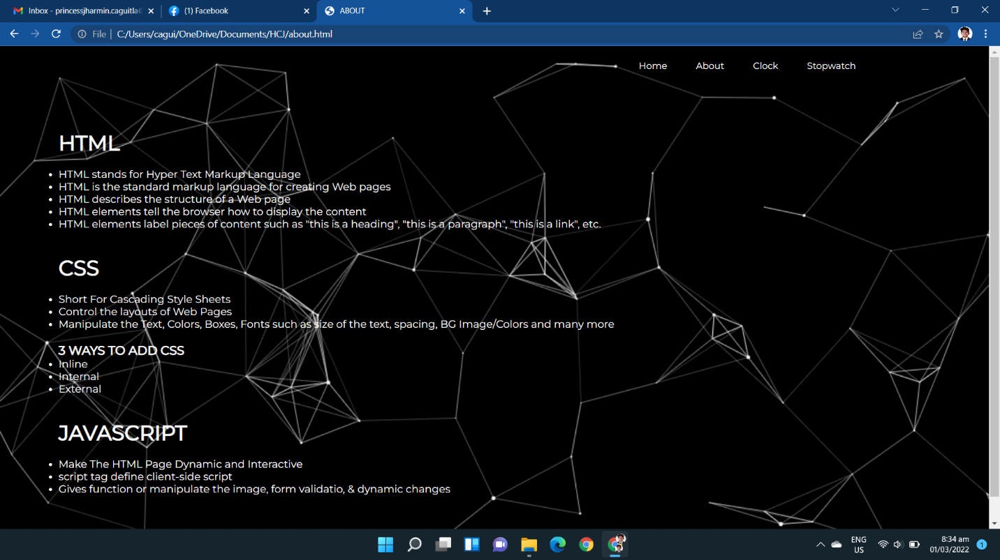 Inbox - princessjharmin.caguitla@
(1) Facebook
ABOUT
File | C:/Users/cagui/OneDrive/Documents/HCJ/about.html
Home About Clock Stopwatch
HTML
• HTML stands for Hyper Text Markup Language
• HTML is the standard markup language for creating Web pages
• HTML describes the structure of a Web page
• HTML elements tell the browser how to display the content
• HTML elements label pieces of content such as "this is a heading", "this is a paragraph", "this is a link", etc.
CSS
• Short For Cascading Style Sheets
• Control the layouts of Web Pages
• Manipulate the Text, Colors, Boxes, Fonts such as size of the text, spacing, BG Image/Colors and many more
3 WAYS TO ADD CSS
• Inline
• Internal
• External
JAVASCRIPT
• Make The HTML Page Dynamic and Interactive
• script tag define client-side script
• Gives function or manipulate the image, form validatio, & dynamic changes
ENG
US
8:34 am
01/03/2022
1